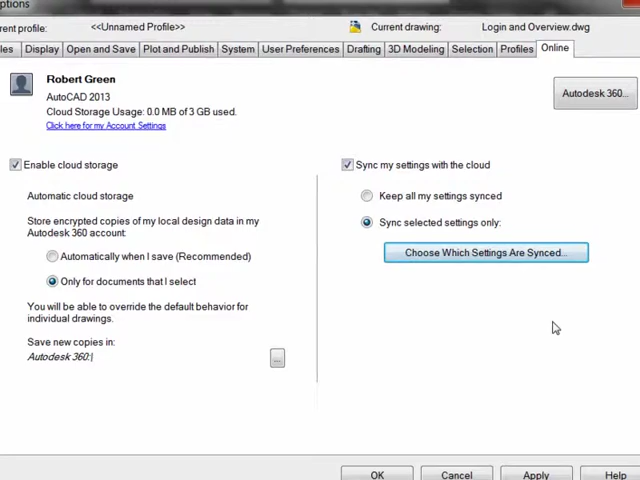 ptions
rent profile: <<Unnamed Profile>> Current drawing: Login and Overview.dwg
les Display Open and Save Plot and Publish System User Preferences Drafting 3D Modeling Selection Profiles Online
Robert Green
AutoCAD 2013
Cloud Storage Usage: 0.0 MB of 3 GB used.
Click here for my Account Settings
Autodesk 360...
Enable cloud storage
Automatic cloud storage
Store encrypted copies of my local design data in my
Autodesk 360 account:
Automatically when I save (Recommended)
Only for documents that I select
You will be able to override the default behavior for
individual drawings.
Save new copies in:
Autodesk 360:\
...
Sync my settings with the cloud
Keep all my settings synced
Sync selected settings only:
Choose Which Settings Are Synced...
OK Cancel Apply Help